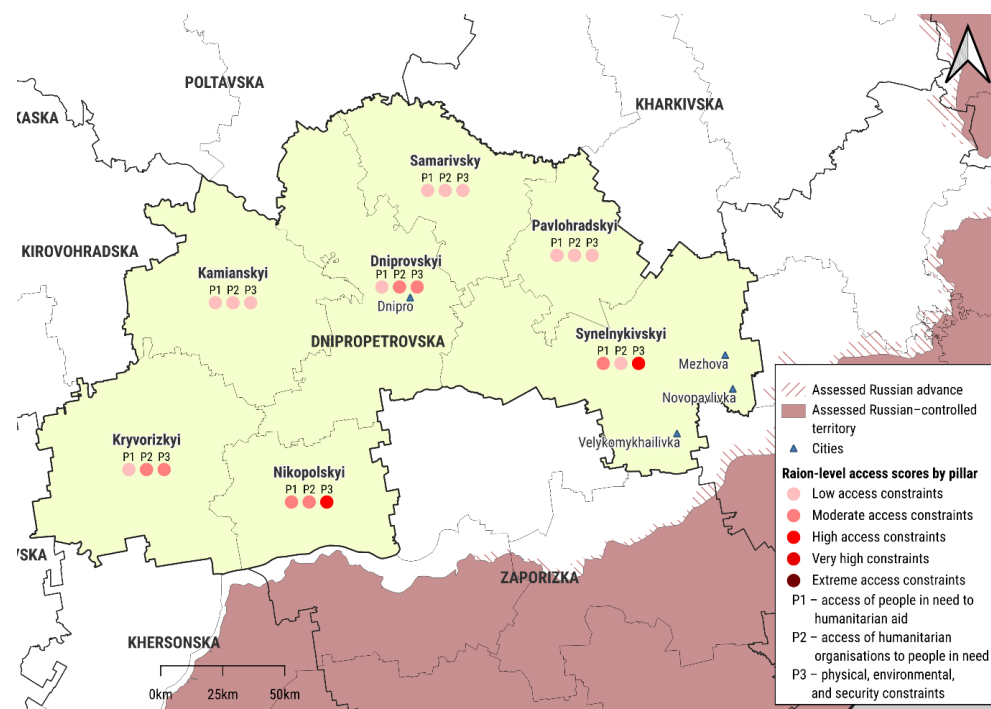 POLTAVSKA
KHARKIVSKA
KASKA
Samarivsky
P1 P2 P3
Pavlohradskyi
P1 P2 P3
KIROVOHRADSKA
Kamianskyi
P1 P2 P3
Dniprovskyi
P1 P2 P3
Dnipro
DNIPROPETROVSKA
Synelnykivskyi
P1 P2 P3
Mezhova
Novopavlivka
Velykomykhailivka
Kryvorizkyi
P1 P2 P3
Nikopolskyi
P1 P2 P3
VSKA
ZAPORIZKA
KHERSONSKA
0km 25km 50km
Assessed Russian advance
Assessed Russian-controlled
territory
Cities
Raion-level access scores by pillar
Low access constraints
Moderate access constraints
High access constraints
Very high constraints
Extreme access constraints
P1 – access of people in need to
humanitarian aid
P2 – access of humanitarian
organisations to people in need
P3 – physical, environmental,
and security constraints